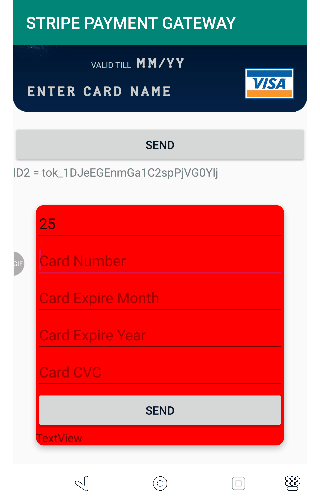 STRIPE PAYMENT GATEWAY
VALID TILL MM/YY
ENTER CARD NAME
VISA
SEND
ID2 = tok_1DJeEGEnmGa1C2spPjVG0YIj
25
Card Number
Card Expire Month
Card Expire Year
Card CVC
SEND
TextView